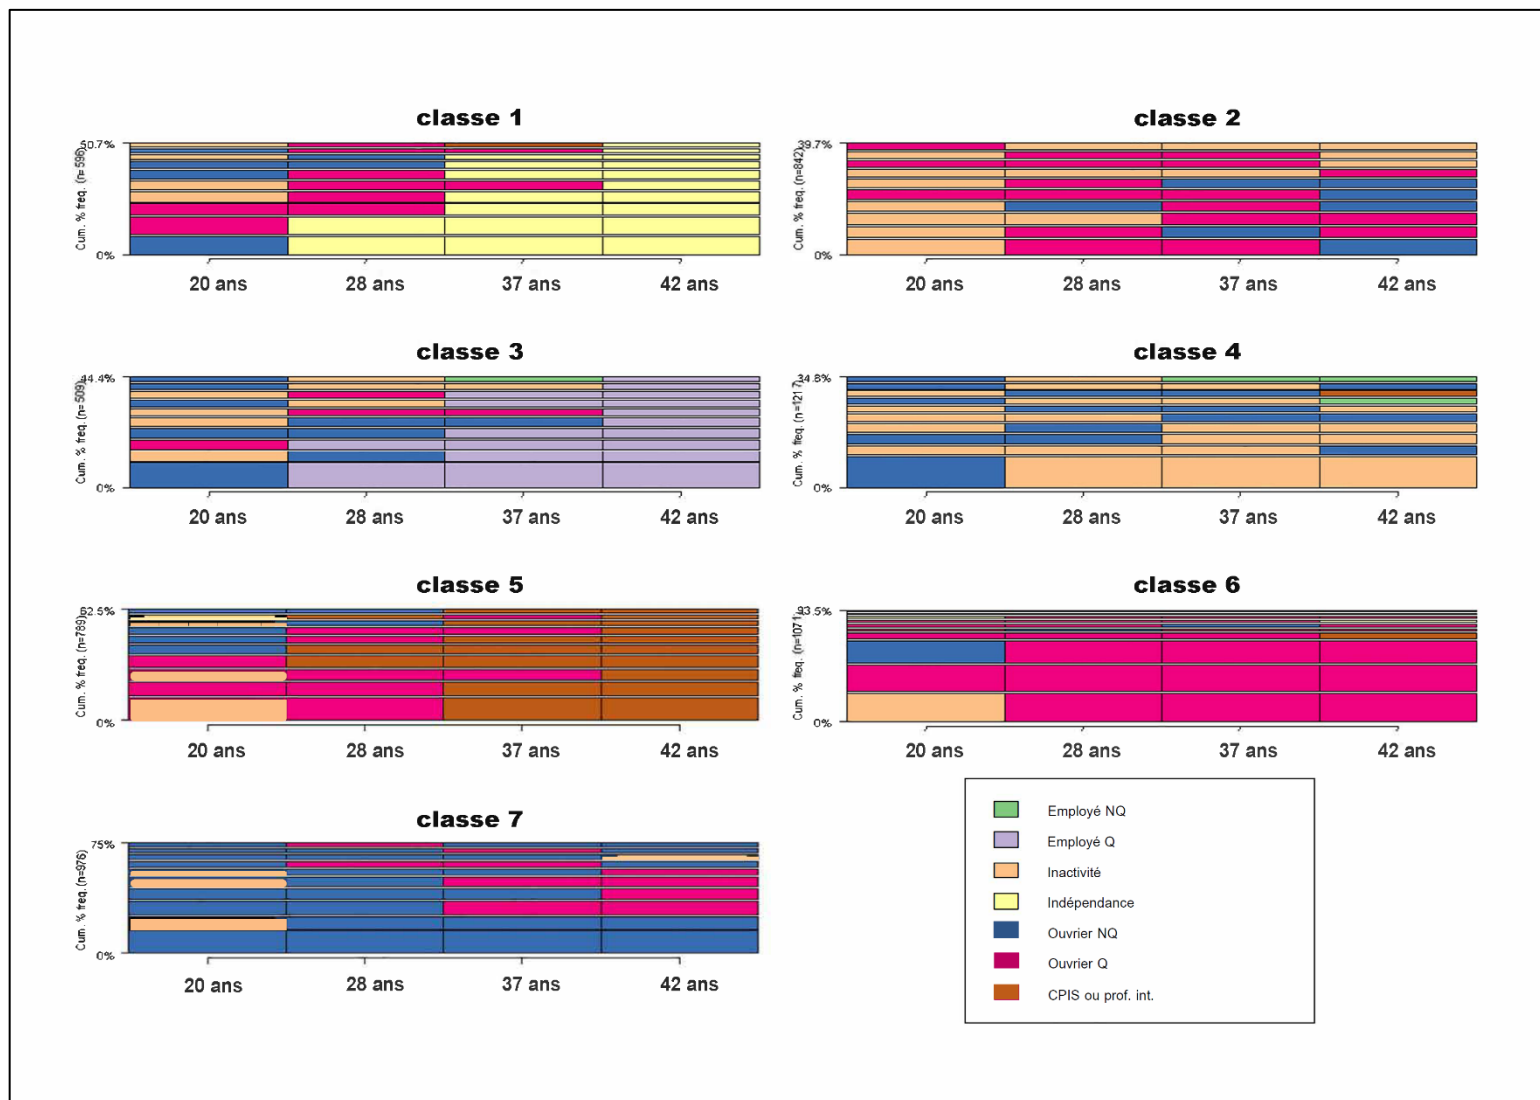 classe 1
50.7%
Cum. % freq. (n=596)
0%
20 ans 28 ans 37 ans 42 ans
classe 2
39.7%
Cum. % freq. (n=842)
0%
20 ans 28 ans 37 ans 42 ans
classe 3
44.4%
Cum. % freq. (n=509)
0%
20 ans 28 ans 37 ans 42 ans
classe 4
34.8%
Cum. % freq. (n=1217)
0%
20 ans 28 ans 37 ans 42 ans
classe 5
62.5%
Cum. % freq. (n=789)
0%
20 ans 28 ans 37 ans 42 ans
classe 6
93.5%
Cum. % freq. (n=1071)
0%
20 ans 28 ans 37 ans 42 ans
classe 7
75%
Cum. % freq. (n=976)
0%
20 ans 28 ans 37 ans 42 ans
Employé NQ
Employé Q
Inactivité
Indépendance
Ouvrier NQ
Ouvrier Q
CPIS ou prof. int.